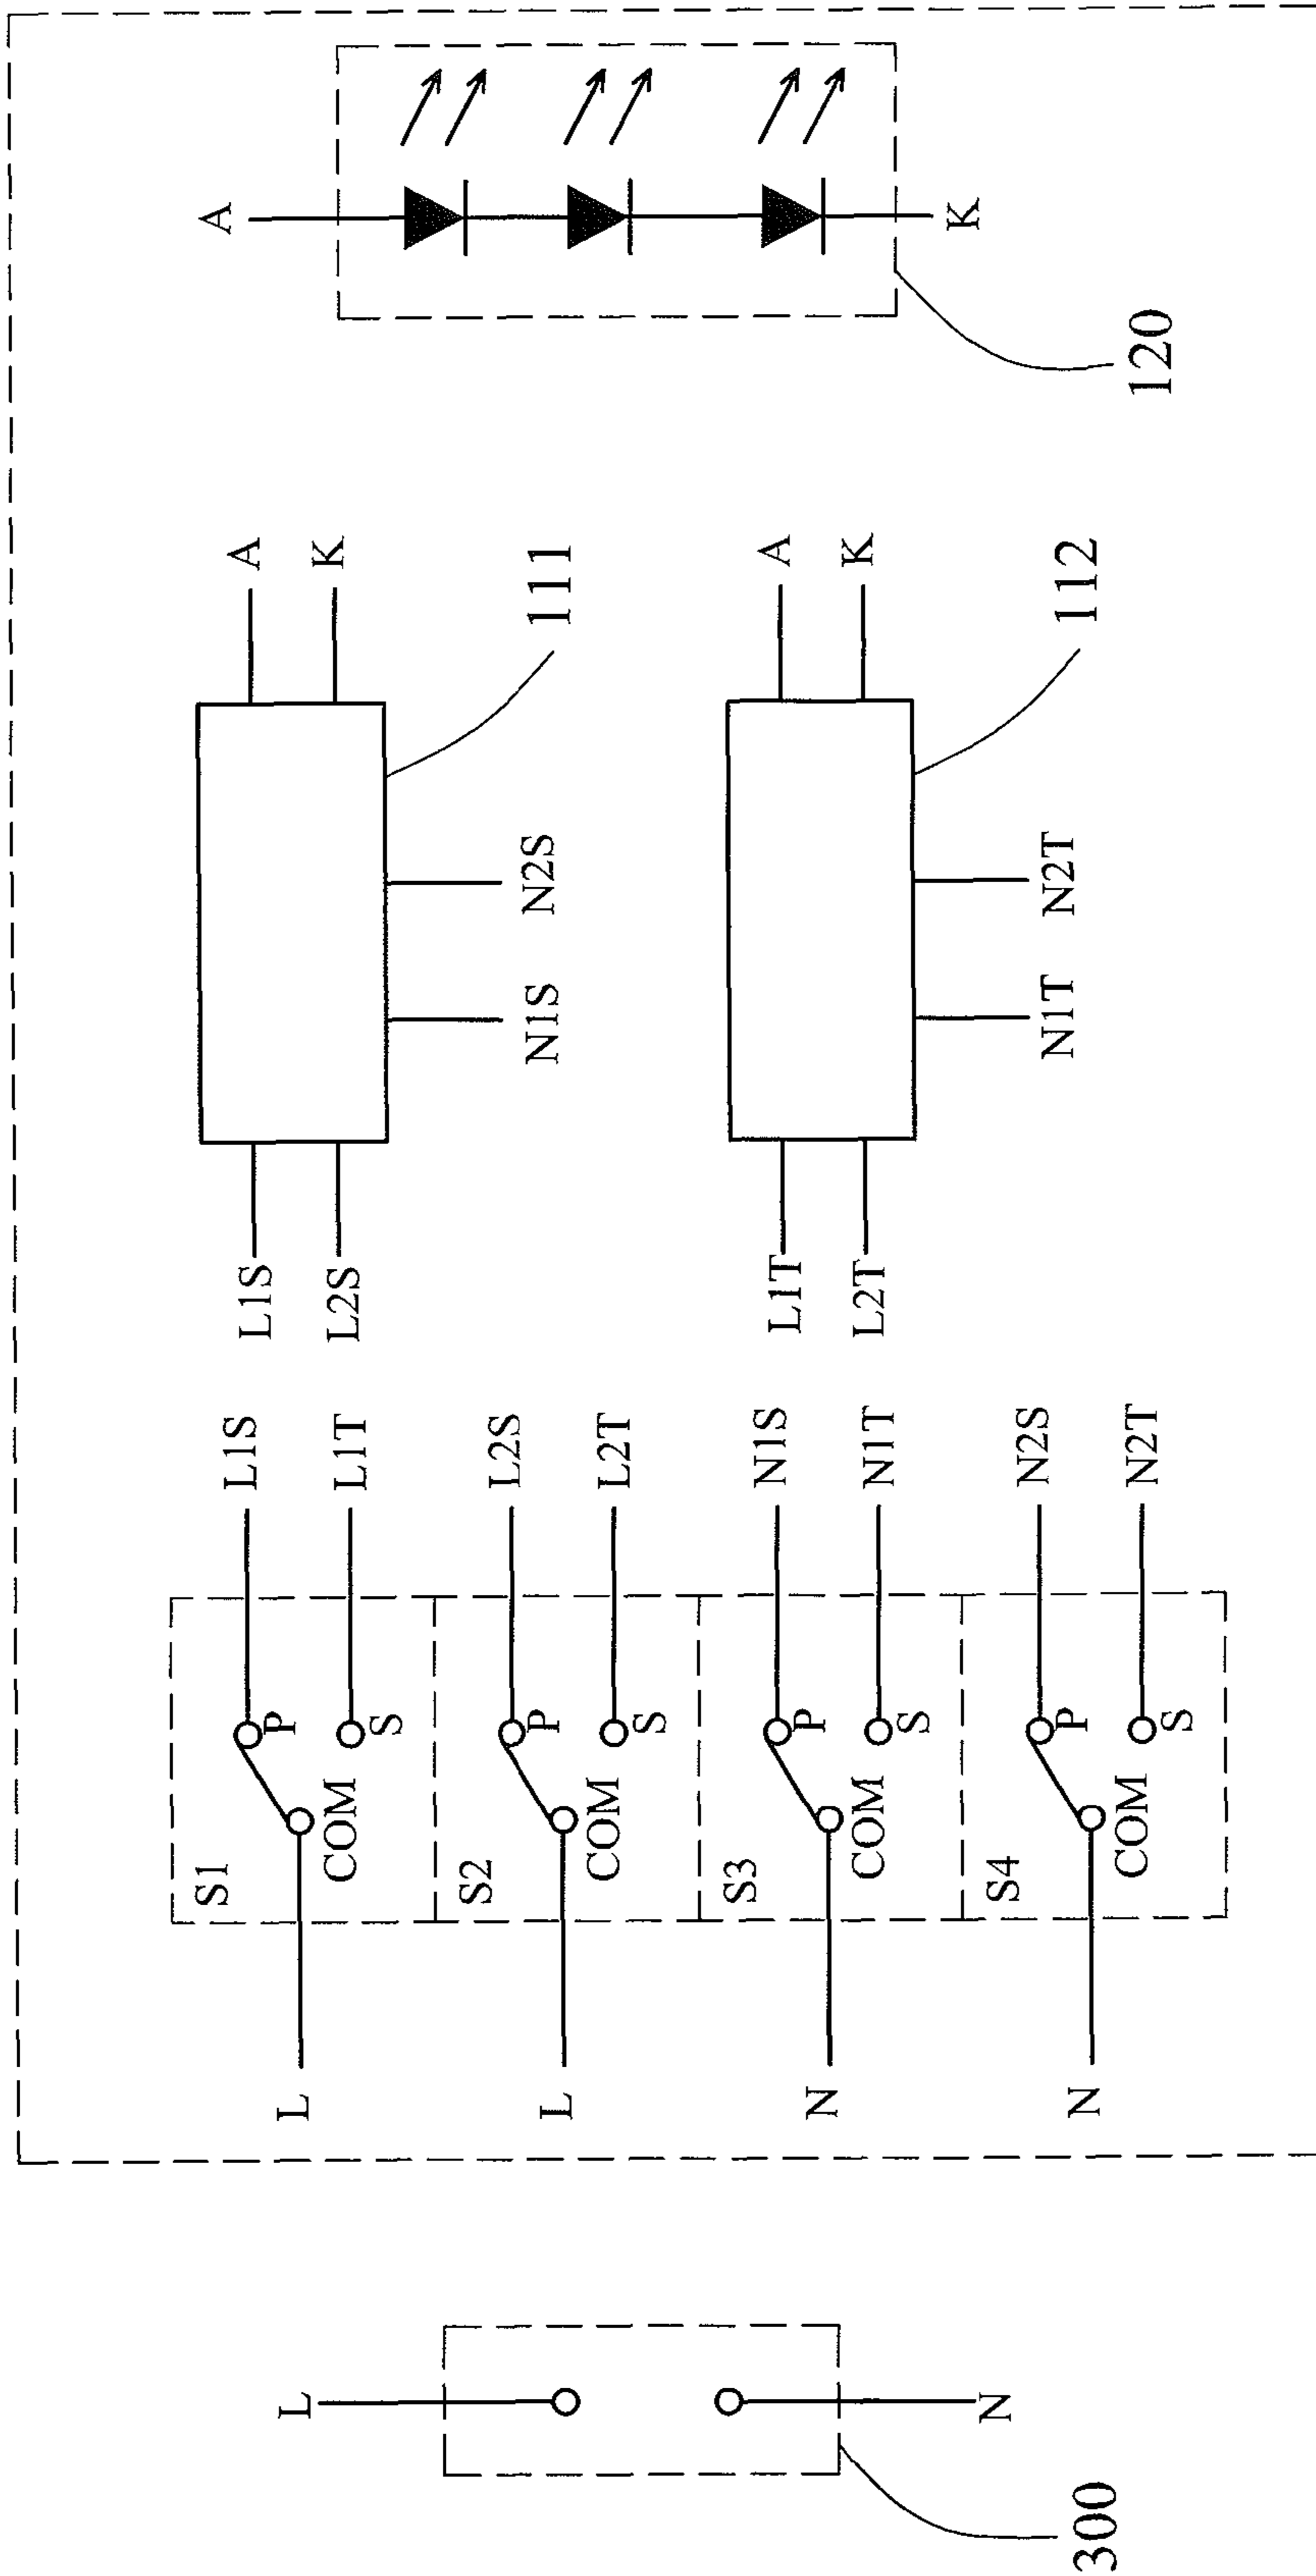 L
N
300
L
S1
COM
P
S
L1S
L1T
L
S2
COM
P
S
L2S
L2T
N
S3
COM
P
S
N1S
N1T
N
S4
COM
P
S
N2S
N2T
L1S
L2S
N1S
N2S
A
K
111
L1T
L2T
N1T
N2T
A
K
112
A
K
120